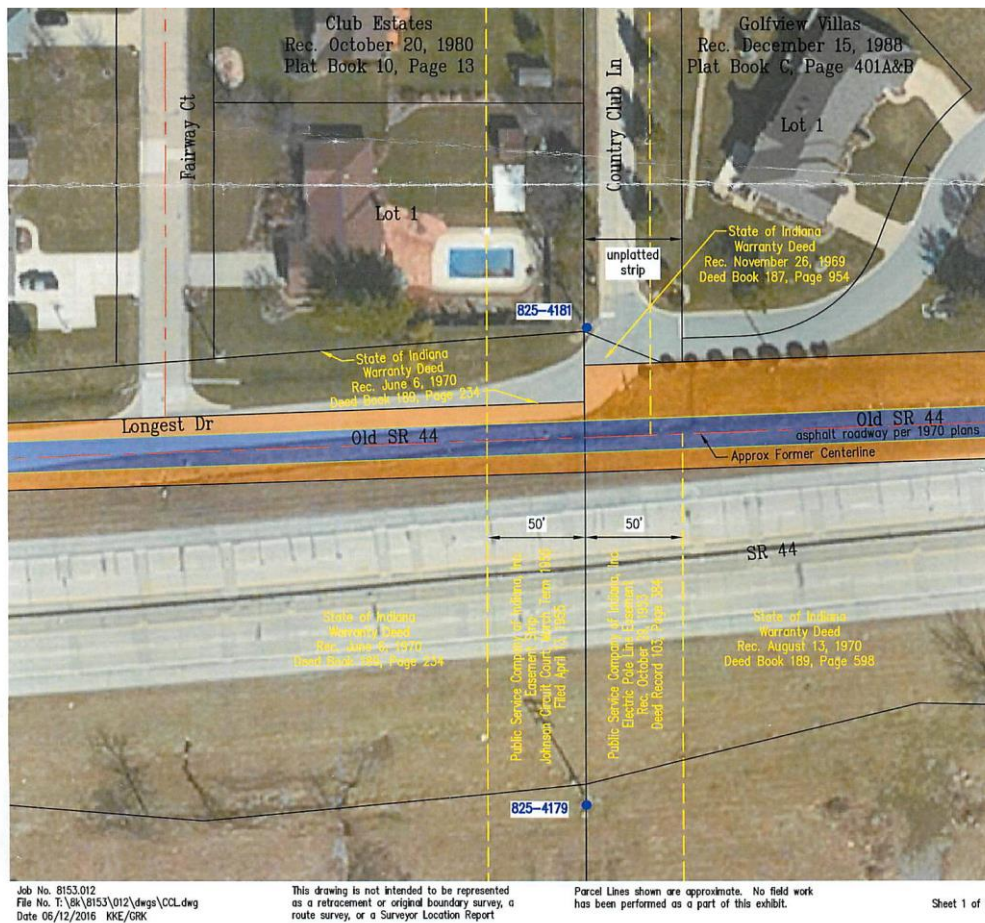 Club Estates
Rec. October 20, 1980
Plat Book 10, Page 13
Golfview Villas
Rec. December 15, 1988
Plat Book C, Page 401A&B
Fairway Ct
Country Club Ln
Lot 1
Lot 1
unplatted
strip
State of Indiana
Warranty Deed
Rec. November 26, 1969
Deed Book 187, Page 954
825-4181
State of Indiana
Warranty Deed
Rec. June 6, 1970
Deed Book 189, Page 234
Longest Dr
Old SR 44
Old SR 44
asphalt roadway per 1970 plans
Approx Former Centerline
50'
50'
SR 44
State of Indiana
Warranty Deed
Rec. June 6, 1970
Deed Book 189, Page 234
Public Service Company of Indiana, Inc.
Easement Strip
Johnson Circuit Court, March Term 1956
Filed April
Public Service Company of Indiana, Inc
Electric Pole Line Easement
Rec. October 19, 1953
Deed Record 103, Page 384
State of Indiana
Warranty Deed
Rec. August 13, 1970
Deed Book 189, Page 598
825-4179
Job No. 8153.012
File No. T:\8k\8153\012\dwgs\CCL.dwg
Date 06/12/2016 KKE/GRK
This drawing is not intended to be represented
as a retracement or original boundary survey, a
route survey, or a Surveyor Location Report
Parcel Lines shown are approximate. No field work
has been performed as a part of this exhibit.
Sheet 1 of